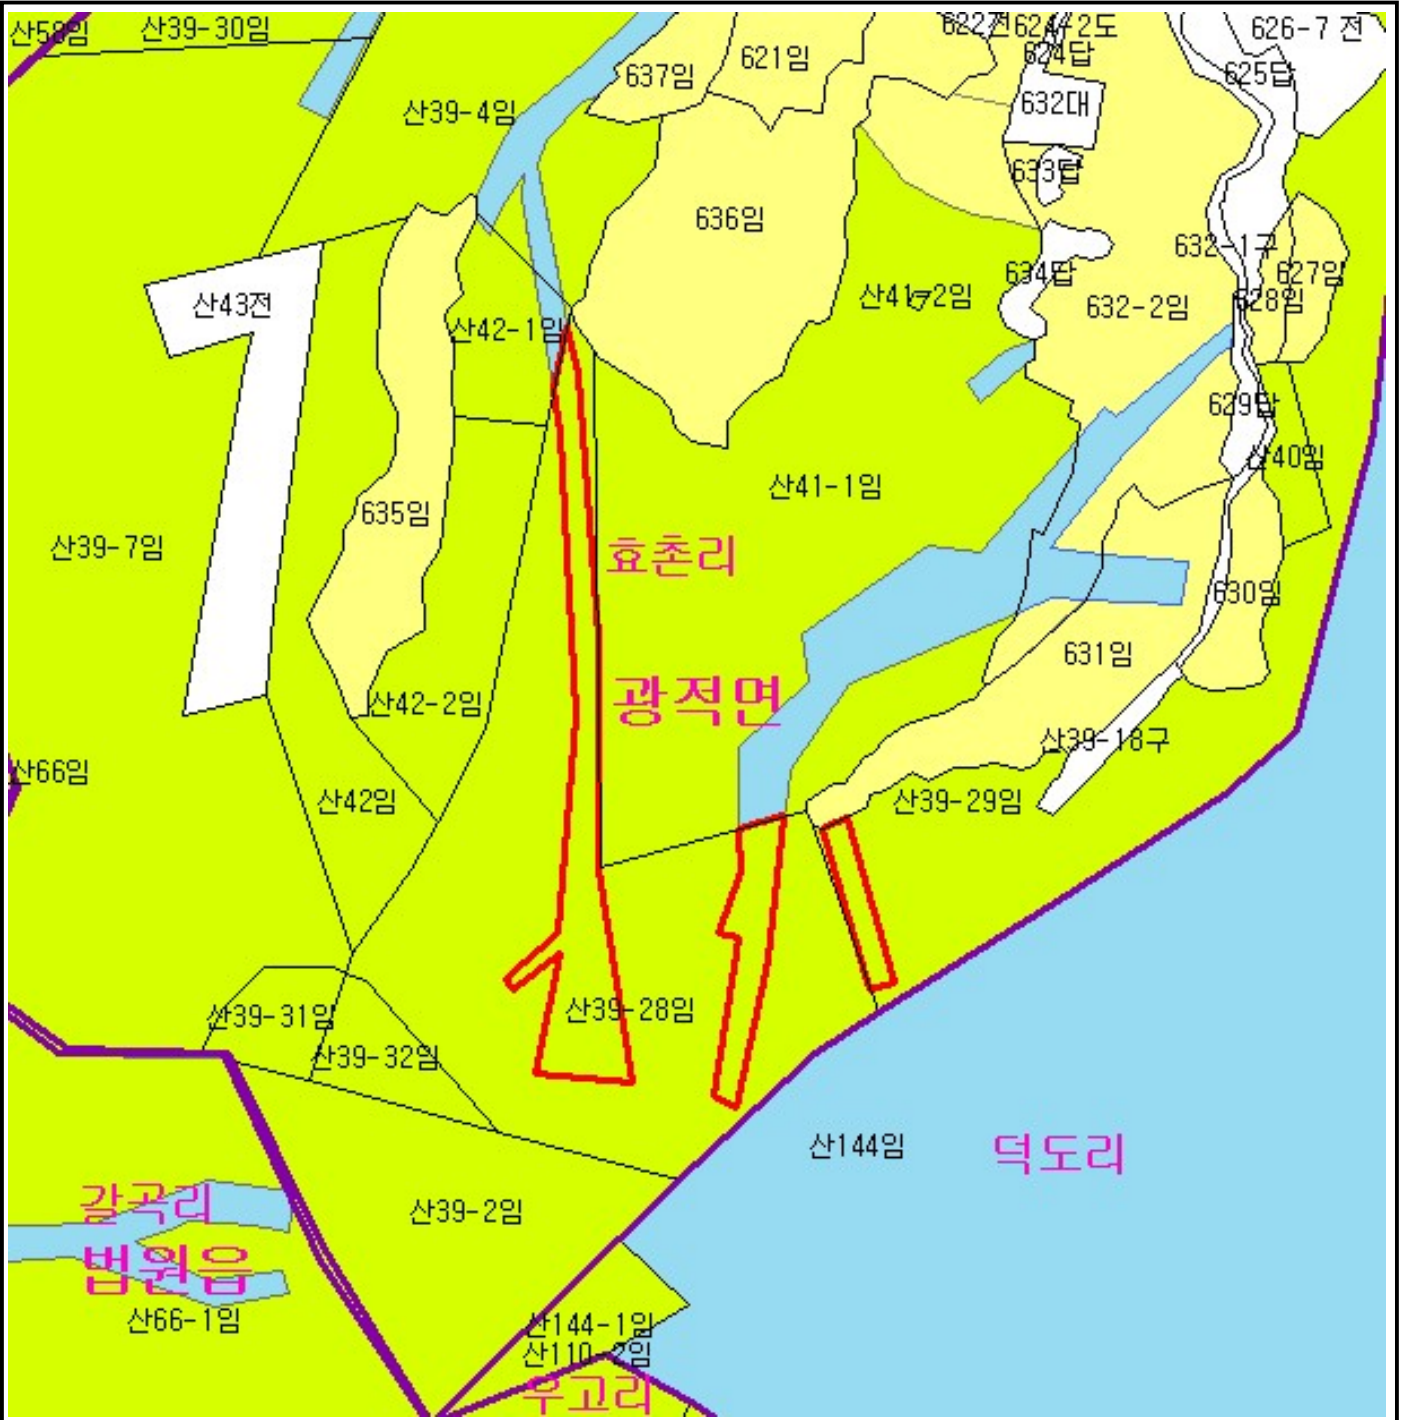 산58임
산39-30임
622전
624-2도
626-7 전
624답
621임
637임
625답
632대
산39-4임
633답
636임
632-1구
634답
627임
산43전
산41-2임
628임
632-2임
산42-1임
629답
산40임
산41-1임
635임
산39-7임
효촌리
630임
631임
광적면
산42-2임
산39-18구
산66임
산42임
산39-29임
산39-31임
산39-28임
산39-32임
산144임
덕도리
갈곡리
산39-2임
법원읍
산66-1임
산144-1임
산110-2임
우고리